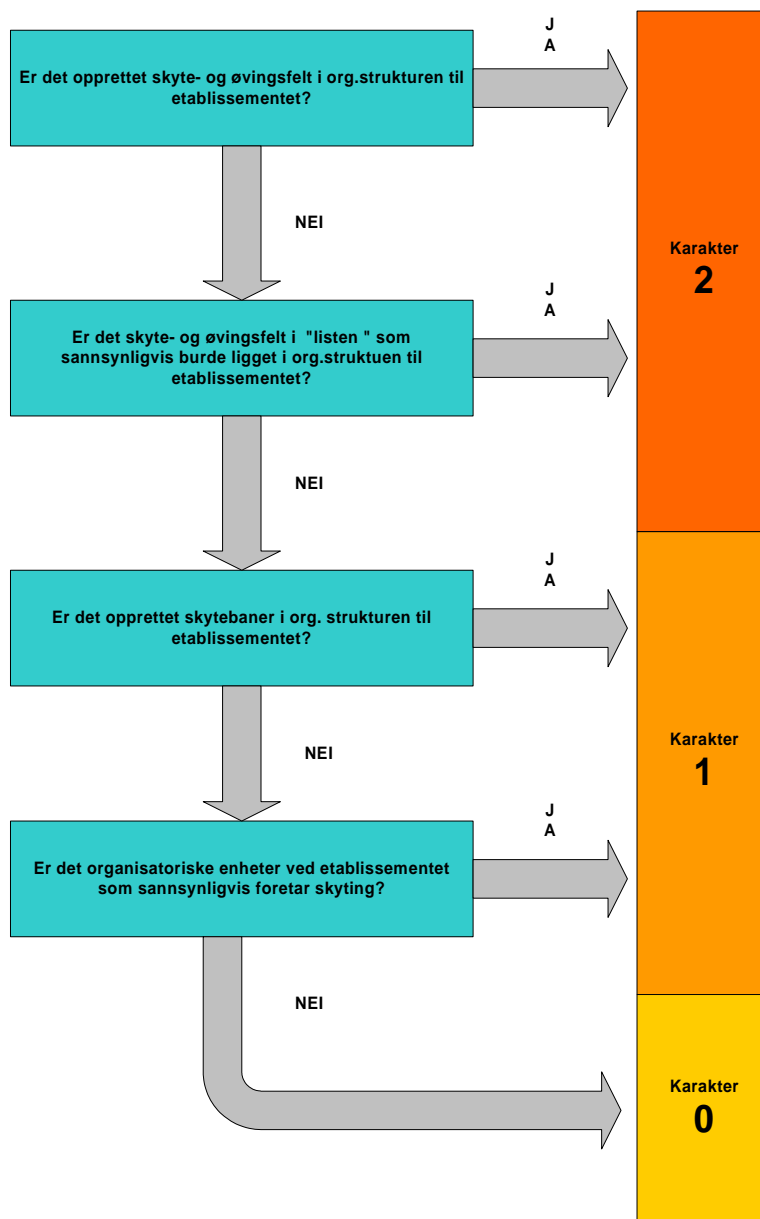 Er det opprettet skyte- og øvingsfelt i org.strukturen til
etablissementet?
J
A
NEI
Karakter
2
Er det skyte- og øvingsfelt i "listen " som
sannsynligvis burde ligget i org.struktuen til
etablissementet?
J
A
NEI
Er det opprettet skytebaner i org. strukturen til
etablissementet?
J
A
NEI
Karakter
1
Er det organisatoriske enheter ved etablissementet
som sannsynligvis foretar skyting?
J
A
NEI
Karakter
0